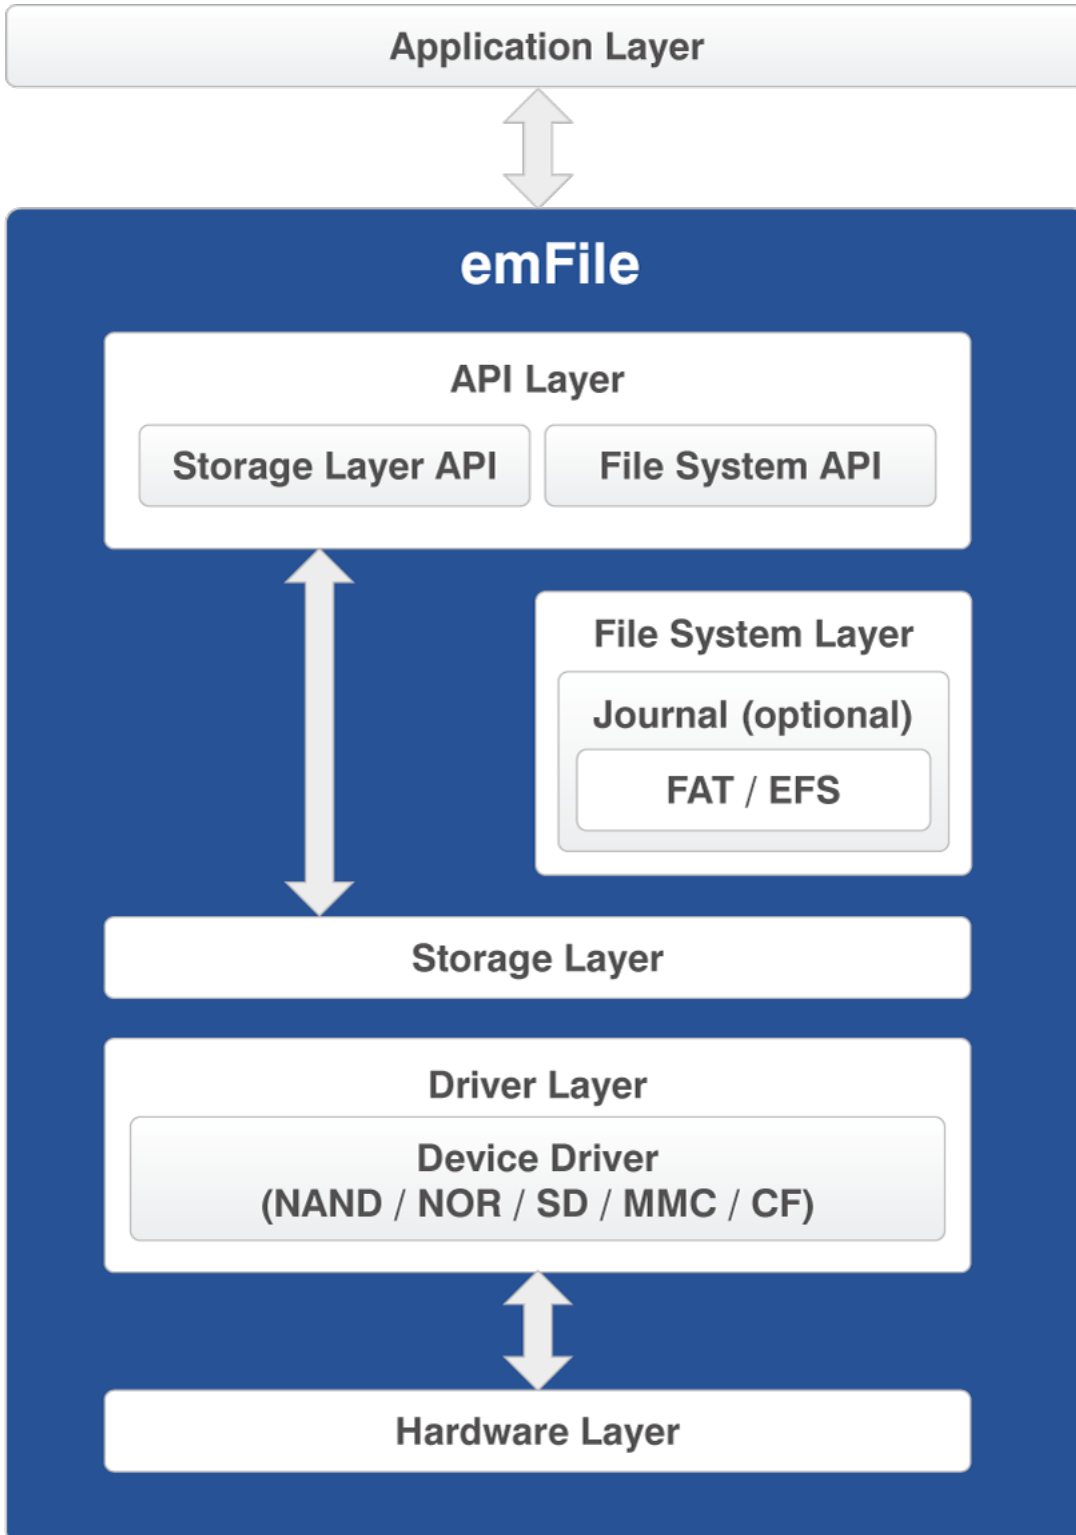 Application Layer
emFile
API Layer
Storage Layer API
File System API
File System Layer
Journal (optional)
FAT / EFS
Storage Layer
Driver Layer
Device Driver
(NAND / NOR / SD / MMC / CF)
Hardware Layer